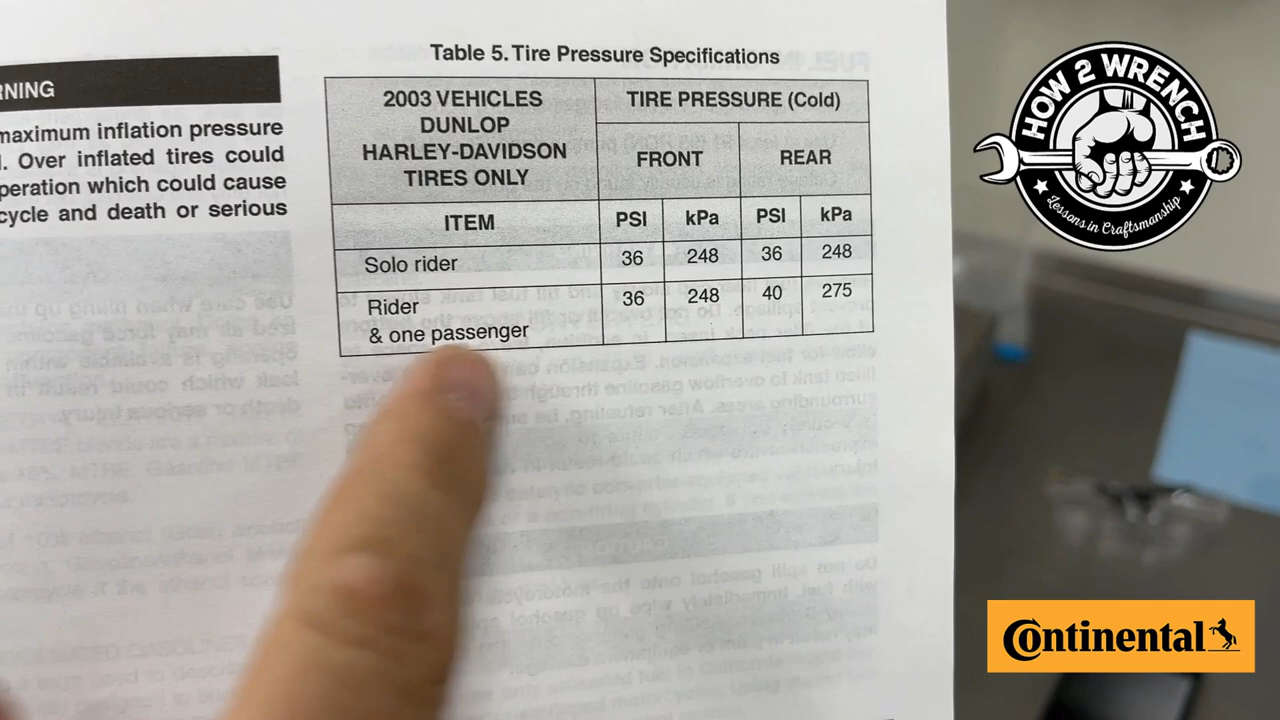 RNING
maximum inflation pressure
. Over inflated tires could
peration which could cause
cycle and death or serious
Table 5. Tire Pressure Specifications
2003 VEHICLES
DUNLOP
HARLEY-DAVIDSON
TIRES ONLY
TIRE PRESSURE (Cold)
FRONT REAR
ITEM PSI kPa PSI kPa
Solo rider 36 248 36 248
Rider
& one passenger 36 248 40 275
HOW 2 WRENCH
Lessons in Craftsmanship
Continental